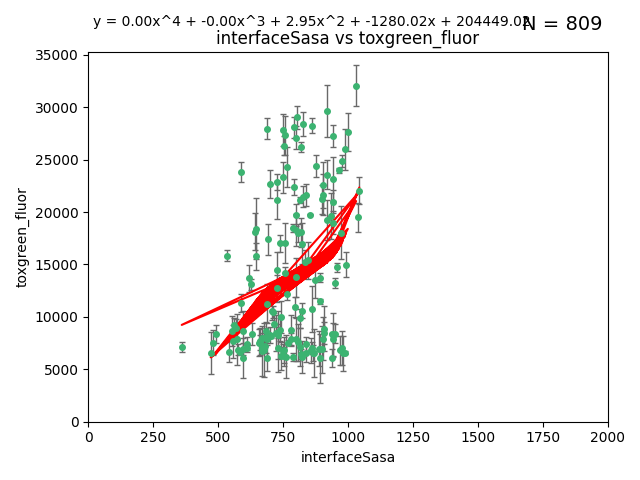 y = 0.00x^4 + -0.00x^3 + 2.95x^2 + -1280.02x + 204449.02
N = 809
interfaceSasa vs toxgreen_fluor
35000
30000
25000
20000
15000
10000
5000
0
toxgreen_fluor
0 250 500 750 1000 1250 1500 1750 2000
interfaceSasa